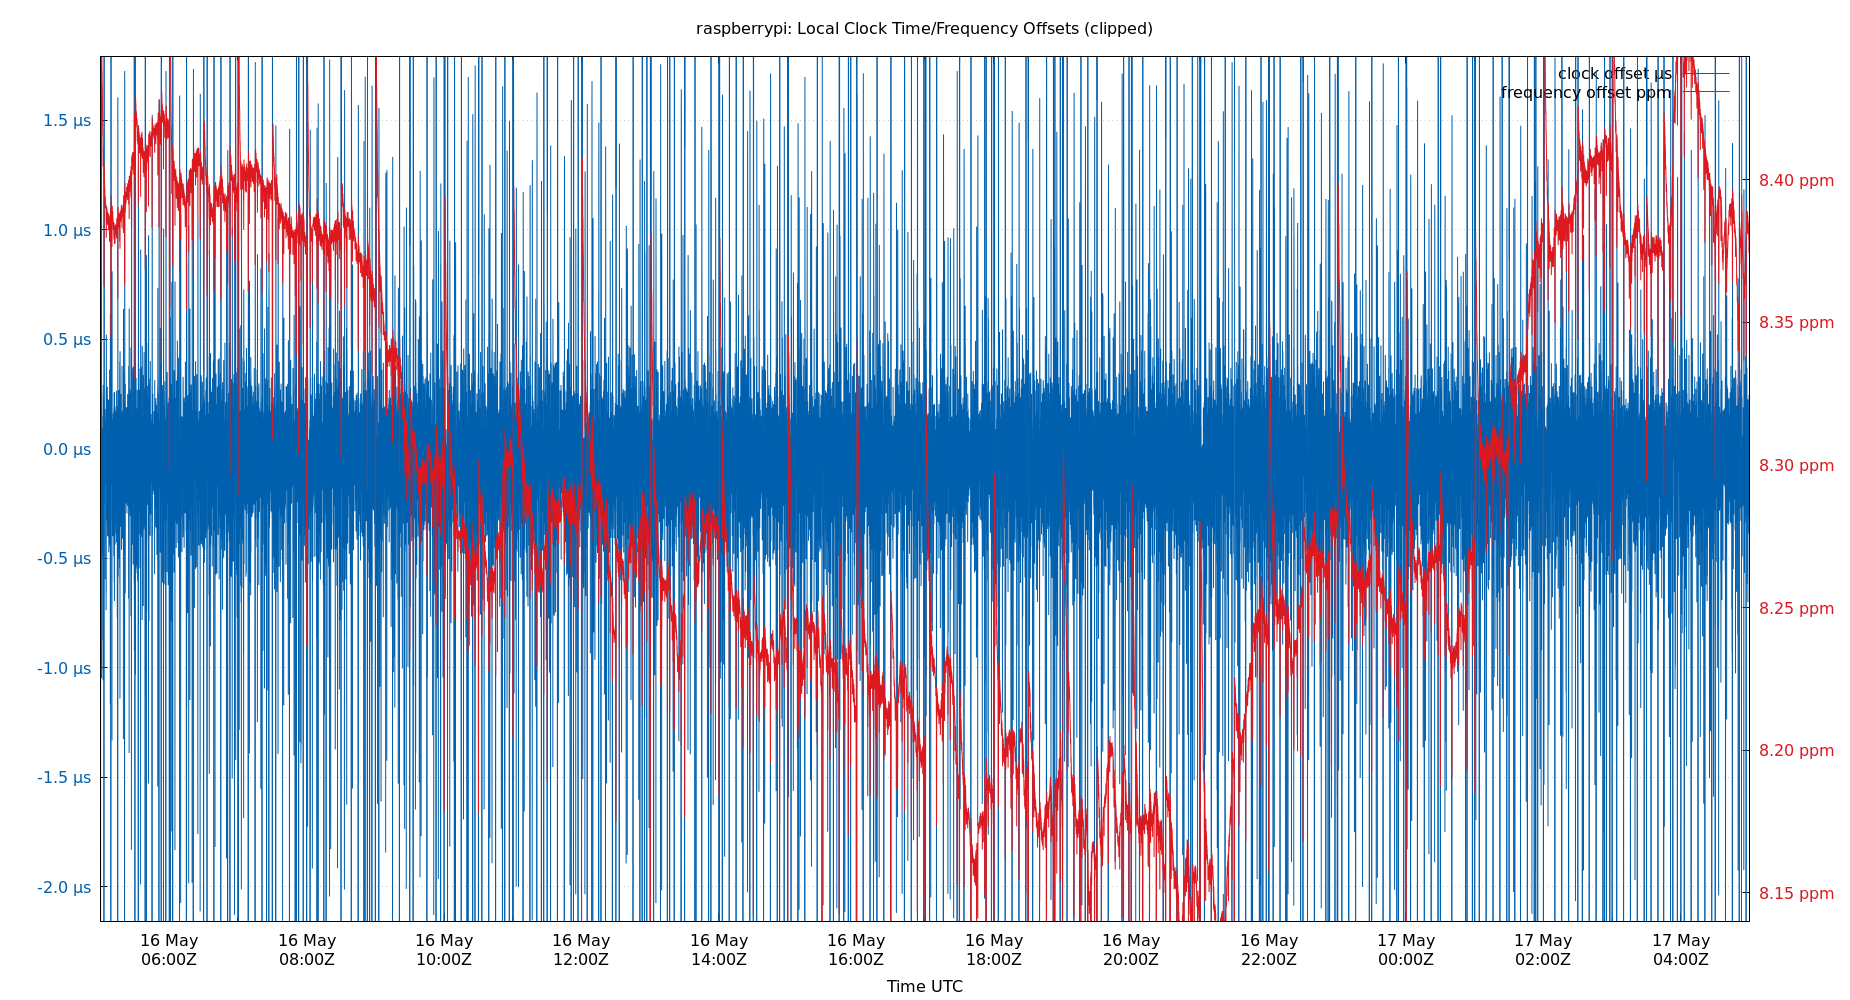 raspberrypi: Local Clock Time/Frequency Offsets (clipped)
clock offset µs
frequency offset ppm
1.5 µs
1.0 µs
0.5 µs
0.0 µs
-0.5 µs
-1.0 µs
-1.5 µs
-2.0 µs
8.40 ppm
8.35 ppm
8.30 ppm
8.25 ppm
8.20 ppm
8.15 ppm
16 May 16 May 16 May 16 May 16 May 16 May 16 May 16 May 16 May 17 May 17 May 17 May
06:00Z 08:00Z 10:00Z 12:00Z 14:00Z 16:00Z 18:00Z 20:00Z 22:00Z 00:00Z 02:00Z 04:00Z
Time UTC